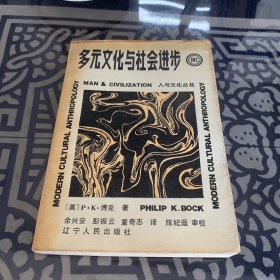 多元文化与社会进步
MAN & CIVILIZATION 人与文化丛书
MODERN CULTURAL ANTHROPOLOGY
MODERN CULTURAL ANTHROPOLOGY
〔美〕P·K·博克 著 PHILIP K.BOCK
余兴安 彭振云 童奇志 译 陈妃遐 审校
辽宁人民出版社